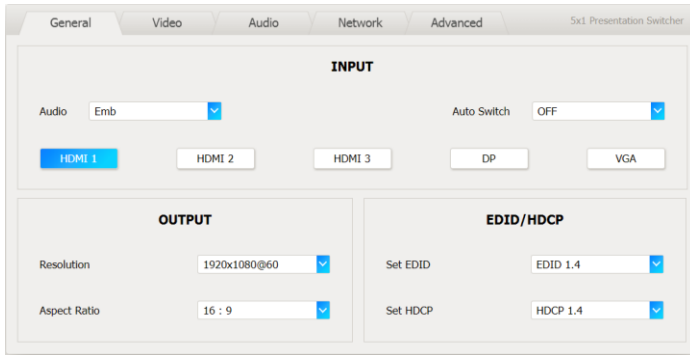 General Video Audio Network Advanced 5x1 Presentation Switcher
INPUT
Audio Emb Auto Switch OFF
HDMI 1 HDMI 2 HDMI 3 DP VGA
OUTPUT
Resolution 1920x1080@60
Aspect Ratio 16 : 9
EDID/HDCP
Set EDID EDID 1.4
Set HDCP HDCP 1.4